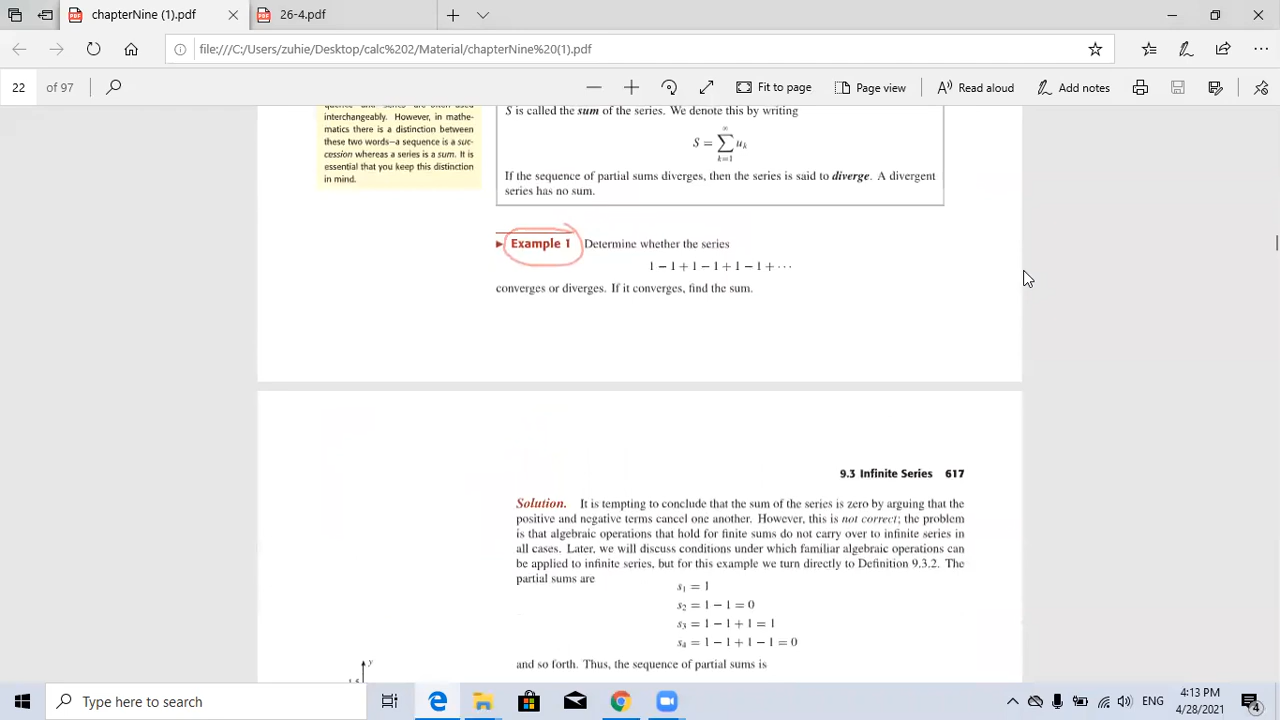 chapterNine (1).pdf
26-4.pdf
file:///C:/Users/zuhie/Desktop/calc%202/Material/chapterNine%20(1).pdf
22 of 97
Fit to page
Page view
Read aloud
Add notes
interchangeably. However, in mathe-
matics there is a distinction between
these two words–a sequence is a suc-
cession whereas a series is a sum. It is
essential that you keep this distinction
in mind.
S is called the sum of the series. We denote this by writing
S = ∑_{k=1}^{∞} u_k
If the sequence of partial sums diverges, then the series is said to diverge. A divergent
series has no sum.
▶ Example 1 Determine whether the series
1 − 1 + 1 − 1 + 1 − 1 + ···
converges or diverges. If it converges, find the sum.
9.3 Infinite Series 617
Solution. It is tempting to conclude that the sum of the series is zero by arguing that the
positive and negative terms cancel one another. However, this is not correct; the problem
is that algebraic operations that hold for finite sums do not carry over to infinite series in
all cases. Later, we will discuss conditions under which familiar algebraic operations can
be applied to infinite series, but for this example we turn directly to Definition 9.3.2. The
partial sums are
s₁ = 1
s₂ = 1 − 1 = 0
s₃ = 1 − 1 + 1 = 1
s₄ = 1 − 1 + 1 − 1 = 0
and so forth. Thus, the sequence of partial sums is
y
Type here to search
ENG
4:13 PM
4/28/2021
4